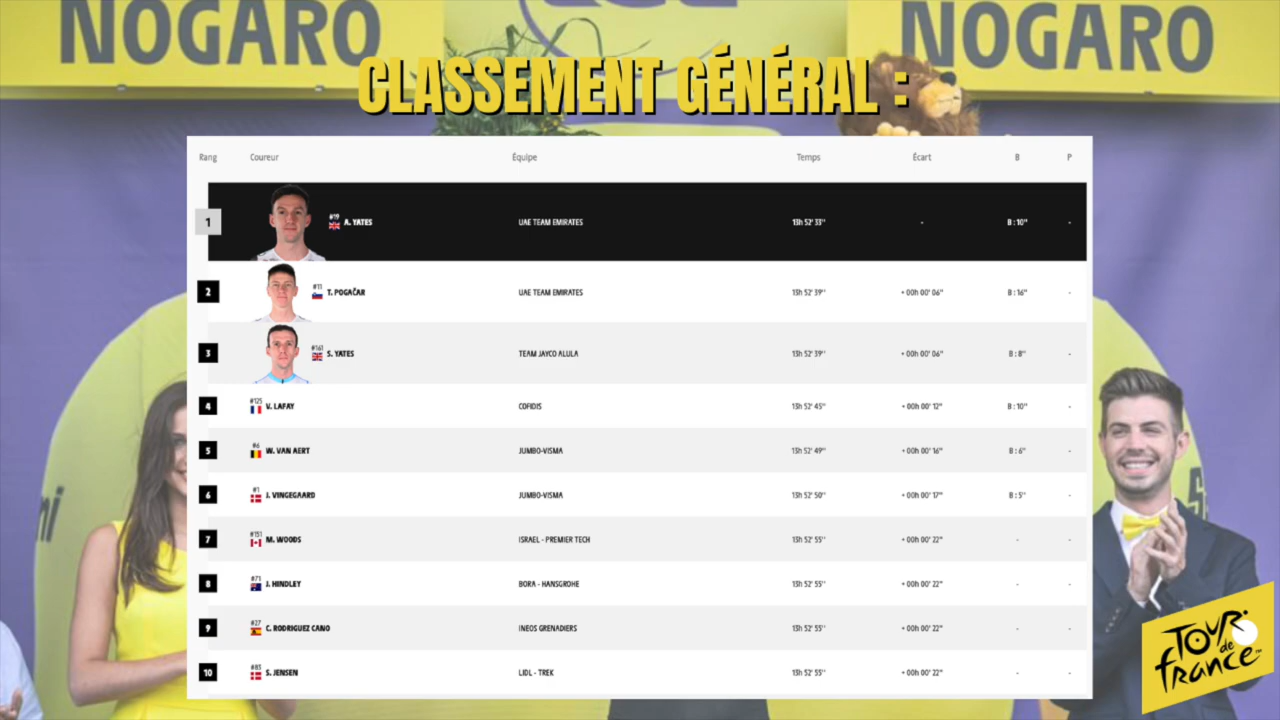 NOGARO NOGARO
CLASSEMENT GÉNÉRAL :
Rang Coureur Équipe Temps Écart B P
1 #19 A. YATES UAE TEAM EMIRATES 13h 52' 33'' - B : 10'' -
2 #11 T. POGAČAR UAE TEAM EMIRATES 13h 52' 39'' + 00h 00' 06'' B : 16'' -
3 #161 S. YATES TEAM JAYCO ALULA 13h 52' 39'' + 00h 00' 06'' B : 8'' -
4 #125 V. LAFAY COFIDIS 13h 52' 45'' + 00h 00' 12'' B : 10'' -
5 #6 W. VAN AERT JUMBO-VISMA 13h 52' 49'' + 00h 00' 16'' B : 6'' -
6 #1 J. VINGEGAARD JUMBO-VISMA 13h 52' 50'' + 00h 00' 17'' B : 5'' -
7 #151 M. WOODS ISRAEL - PREMIER TECH 13h 52' 55'' + 00h 00' 22'' - -
8 #71 J. HINDLEY BORA - HANSGROHE 13h 52' 55'' + 00h 00' 22'' - -
9 #27 C. RODRIGUEZ CANO INEOS GRENADIERS 13h 52' 55'' + 00h 00' 22'' - -
10 #85 S. JENSEN LIDL - TREK 13h 52' 55'' + 00h 00' 22'' - -
TOUR
de
france™